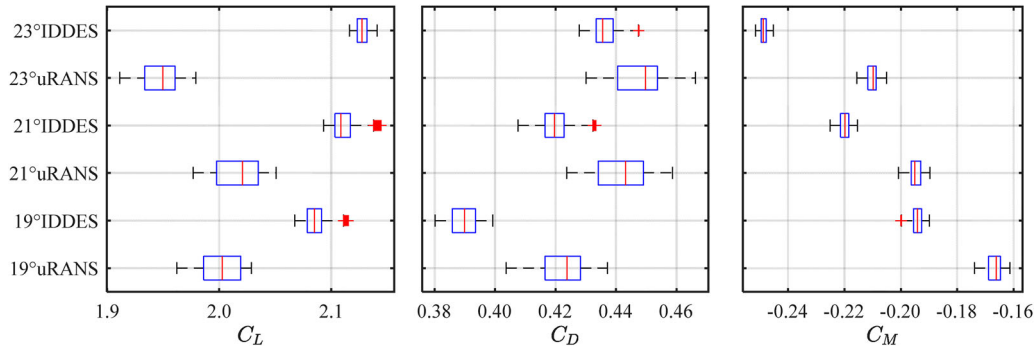 23°IDDES
23°uRANS
21°IDDES
21°uRANS
19°IDDES
19°uRANS
1.9 2.0 2.1 0.38 0.40 0.42 0.44 0.46 -0.24 -0.22 -0.20 -0.18 -0.16
C_L C_D C_M